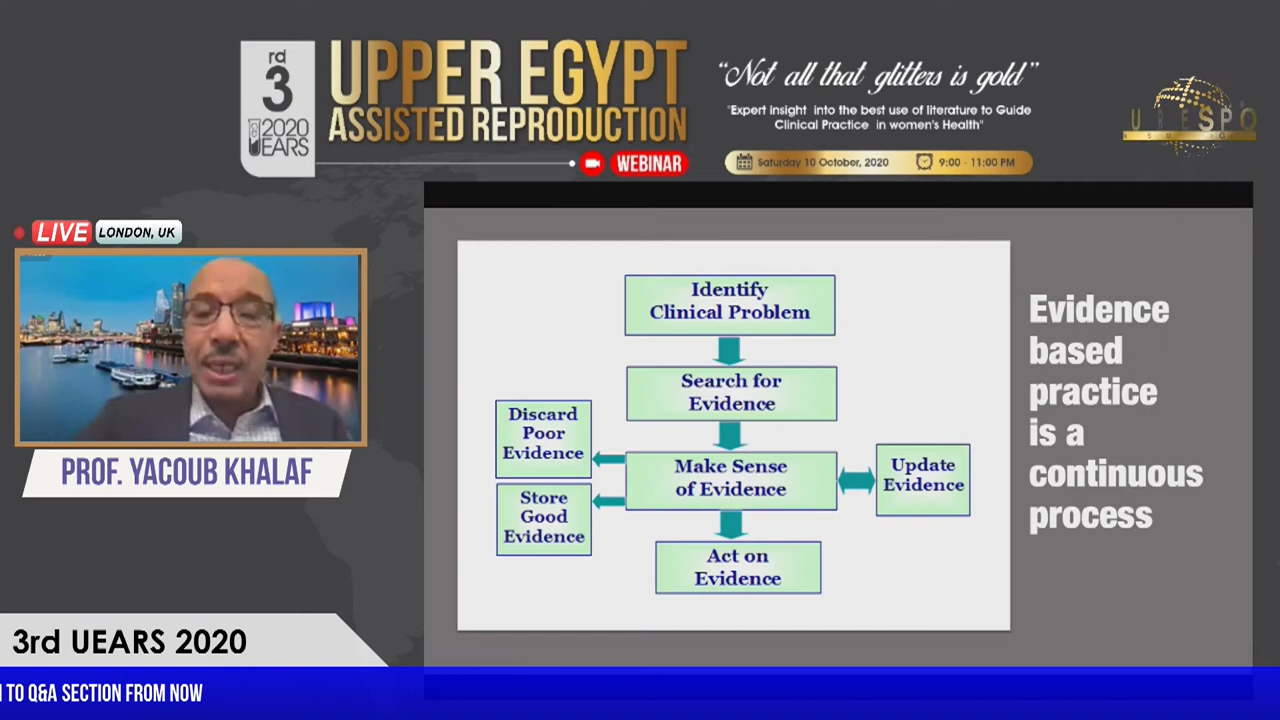 rd
3
2020
UEARS
UPPER EGYPT
ASSISTED REPRODUCTION
WEBINAR
“Not all that glitters is gold”
"Expert insight into the best use of literature to Guide
Clinical Practice in women's Health"
Saturday 10 October, 2020
9:00 - 11:00 PM
LIVE
LONDON, UK
PROF. YACOUB KHALAF
Identify
Clinical Problem
Search for
Evidence
Discard
Poor
Evidence
Make Sense
of Evidence
Update
Evidence
Store
Good
Evidence
Act on
Evidence
Evidence
based
practice
is a
continuous
process
3rd UEARS 2020
TO Q&A SECTION FROM NOW